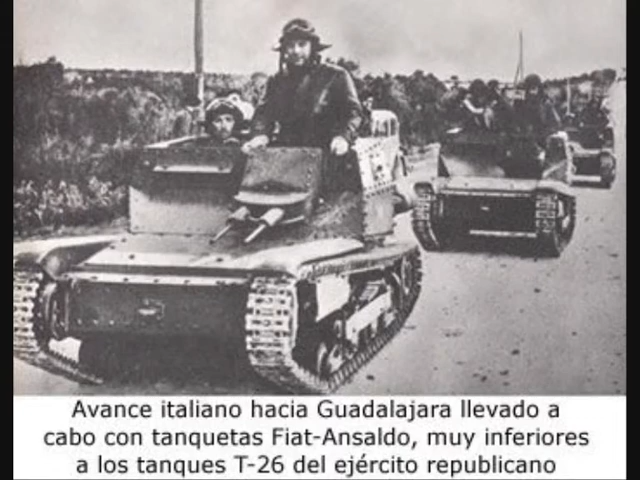 Avance italiano hacia Guadalajara llevado a
cabo con tanquetas Fiat-Ansaldo, muy inferiores
a los tanques T-26 del ejército republicano